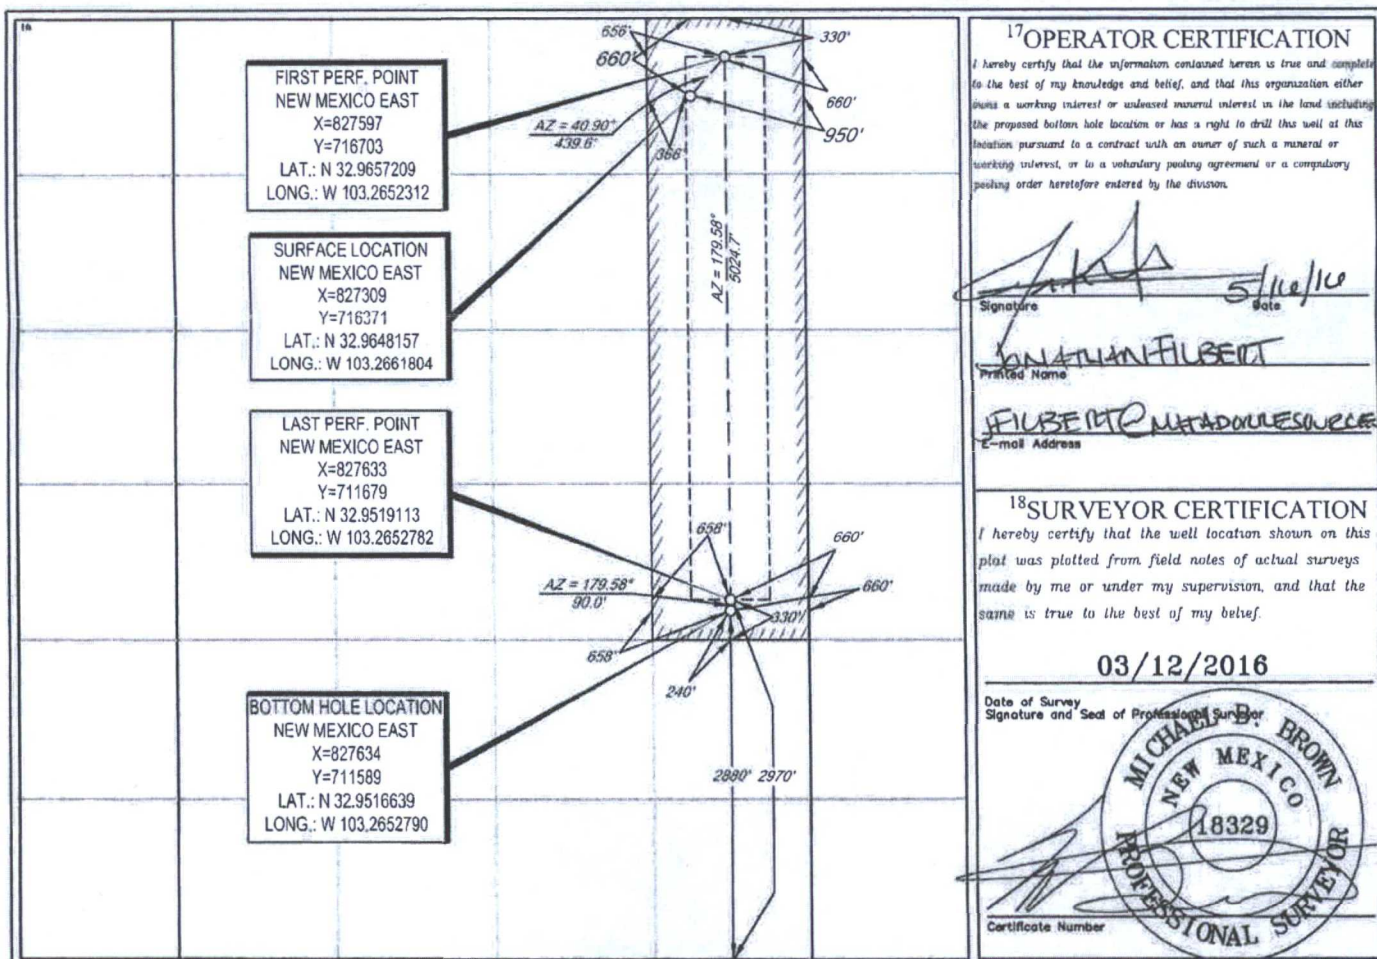 16
FIRST PERF. POINT
NEW MEXICO EAST
X=827597
Y=716703
LAT.: N 32.9657209
LONG.: W 103.2652312
SURFACE LOCATION
NEW MEXICO EAST
X=827309
Y=716371
LAT.: N 32.9648157
LONG.: W 103.2661804
LAST PERF. POINT
NEW MEXICO EAST
X=827633
Y=711679
LAT.: N 32.9519113
LONG.: W 103.2652782
BOTTOM HOLE LOCATION
NEW MEXICO EAST
X=827634
Y=711589
LAT.: N 32.9516639
LONG.: W 103.2652790
656'
330'
660'
660'
AZ = 40.90°
439.6'
366'
950'
AZ = 179.58°
5024.7'
658'
660'
AZ = 179.58°
90.0'
660'
330'
658'
240'
2880' 2970'
17 OPERATOR CERTIFICATION
I hereby certify that the information contained herein is true and complete
to the best of my knowledge and belief, and that this organization either
owns a working interest or unleased mineral interest in the land including
the proposed bottom hole location or has a right to drill this well at this
location pursuant to a contract with an owner of such a mineral or
working interest, or to a voluntary pooling agreement or a compulsory
pooling order heretofore entered by the division.
5/16/16
Signature Date
JONATHAN FILBERT
Printed Name
JFILBERT@MATADORRESOURCES
E-mail Address
18 SURVEYOR CERTIFICATION
I hereby certify that the well location shown on this
plat was plotted from field notes of actual surveys
made by me or under my supervision, and that the
same is true to the best of my belief.
03/12/2016
Date of Survey
Signature and Seal of Professional Surveyor
MICHAEL B. BROWN
NEW MEXICO
18329
PROFESSIONAL SURVEYOR
Certificate Number